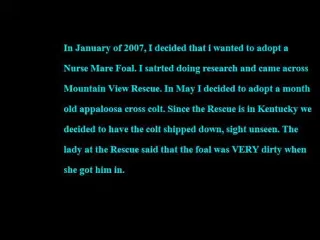 In January of 2007, I decided that i wanted to adopt a
Nurse Mare Foal. I satrted doing research and came across
Mountain View Rescue. In May I decided to adopt a month
old appaloosa cross colt. Since the Rescue is in Kentucky we
decided to have the colt shipped down, sight unseen. The
lady at the Rescue said that the foal was VERY dirty when
she got him in.